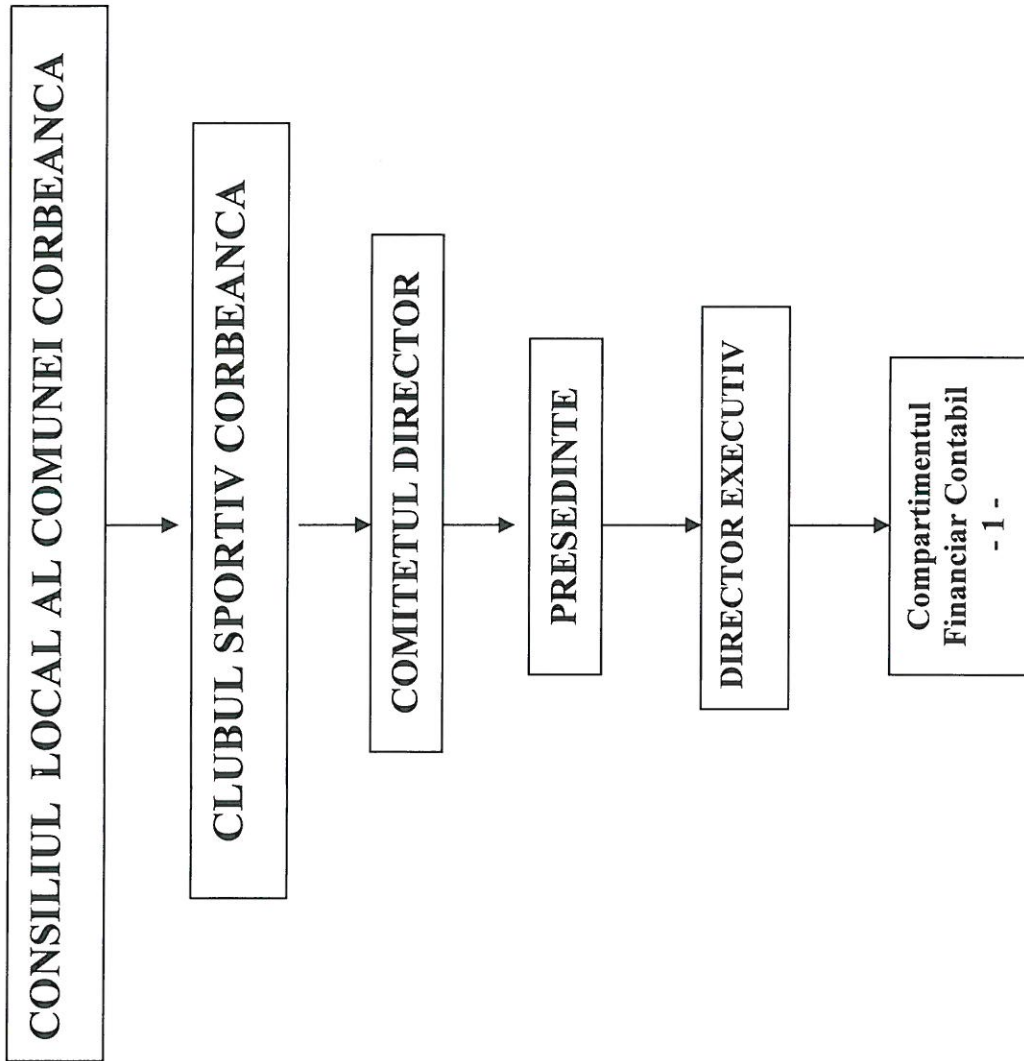 CONSILIUL LOCAL AL COMUNEI CORBEANCA
CLUBUL SPORTIV CORBEANCA
COMITETUL DIRECTOR
PRESEDINTE
DIRECTOR EXECUTIV
Compartimentul
Financiar Contabil
- 1 -